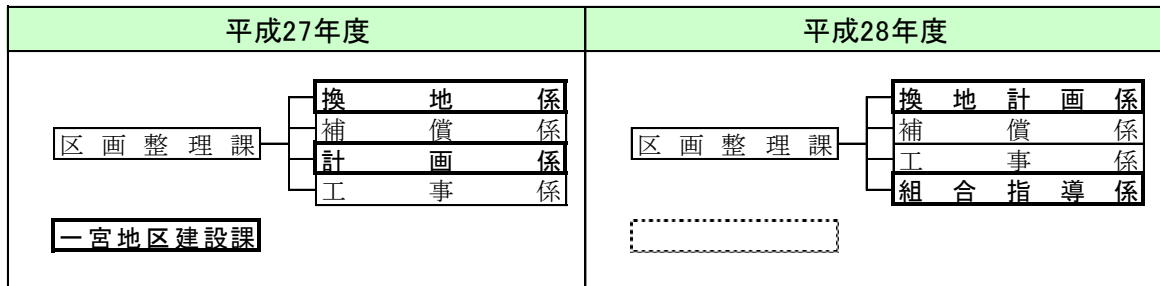 平成27年度
区画整理課
換地係
補償係
計画係
工事係
一宮地区建設課
平成28年度
区画整理課
換地計画係
補償係
工事係
組合指導係